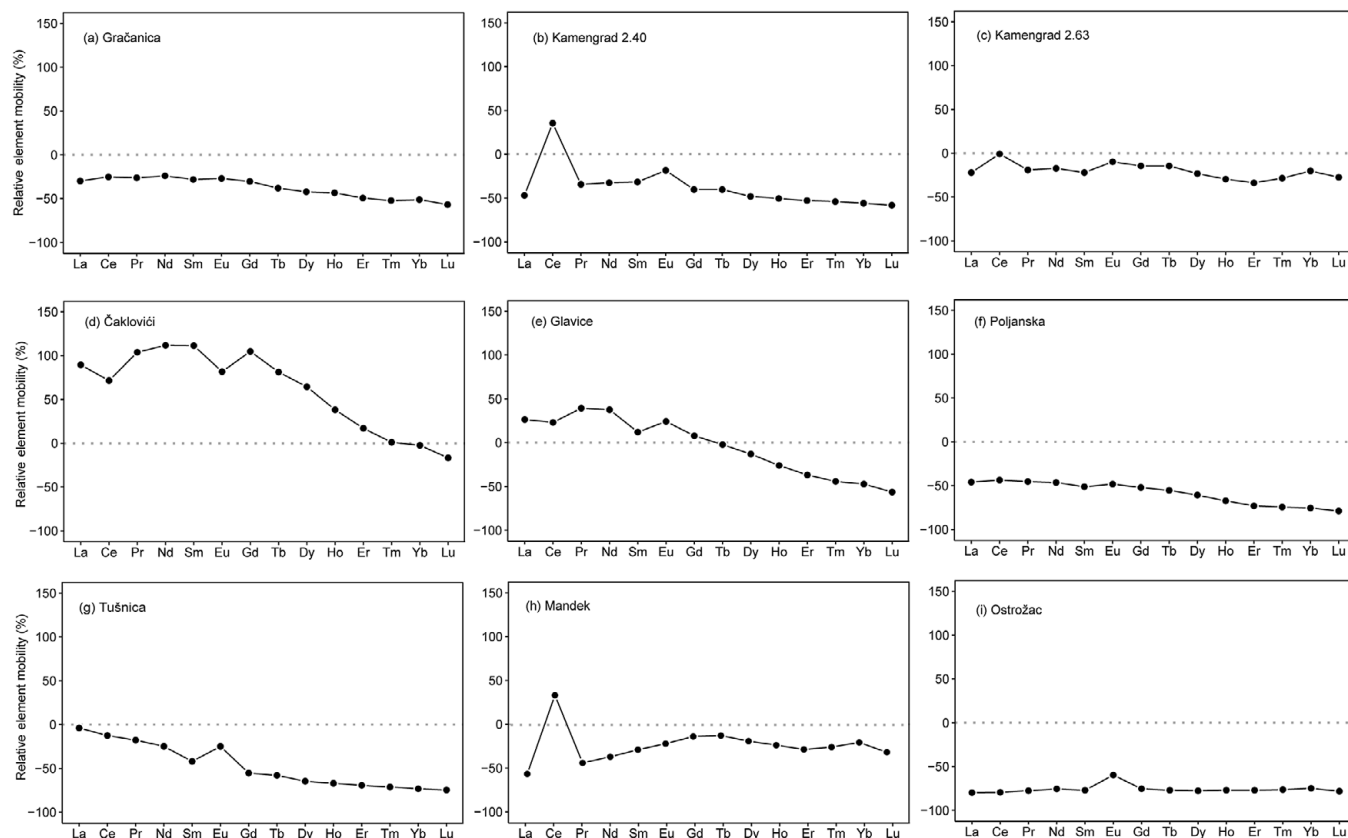 (a) Gračanica
Relative element mobility (%)
150
100
50
0
−50
−100
La Ce Pr Nd Sm Eu Gd Tb Dy Ho Er Tm Yb Lu
(b) Kamengrad 2.40
150
100
50
0
−50
−100
La Ce Pr Nd Sm Eu Gd Tb Dy Ho Er Tm Yb Lu
(c) Kamengrad 2.63
150
100
50
0
−50
−100
La Ce Pr Nd Sm Eu Gd Tb Dy Ho Er Tm Yb Lu
(d) Čaklovići
Relative element mobility (%)
150
100
50
0
−50
−100
La Ce Pr Nd Sm Eu Gd Tb Dy Ho Er Tm Yb Lu
(e) Glavice
150
100
50
0
−50
−100
La Ce Pr Nd Sm Eu Gd Tb Dy Ho Er Tm Yb Lu
(f) Poljanska
150
100
50
0
−50
−100
La Ce Pr Nd Sm Eu Gd Tb Dy Ho Er Tm Yb Lu
(g) Tušnica
Relative element mobility (%)
150
100
50
0
−50
−100
La Ce Pr Nd Sm Eu Gd Tb Dy Ho Er Tm Yb Lu
(h) Mandek
150
100
50
0
−50
−100
La Ce Pr Nd Sm Eu Gd Tb Dy Ho Er Tm Yb Lu
(i) Ostrožac
150
100
50
0
−50
−100
La Ce Pr Nd Sm Eu Gd Tb Dy Ho Er Tm Yb Lu